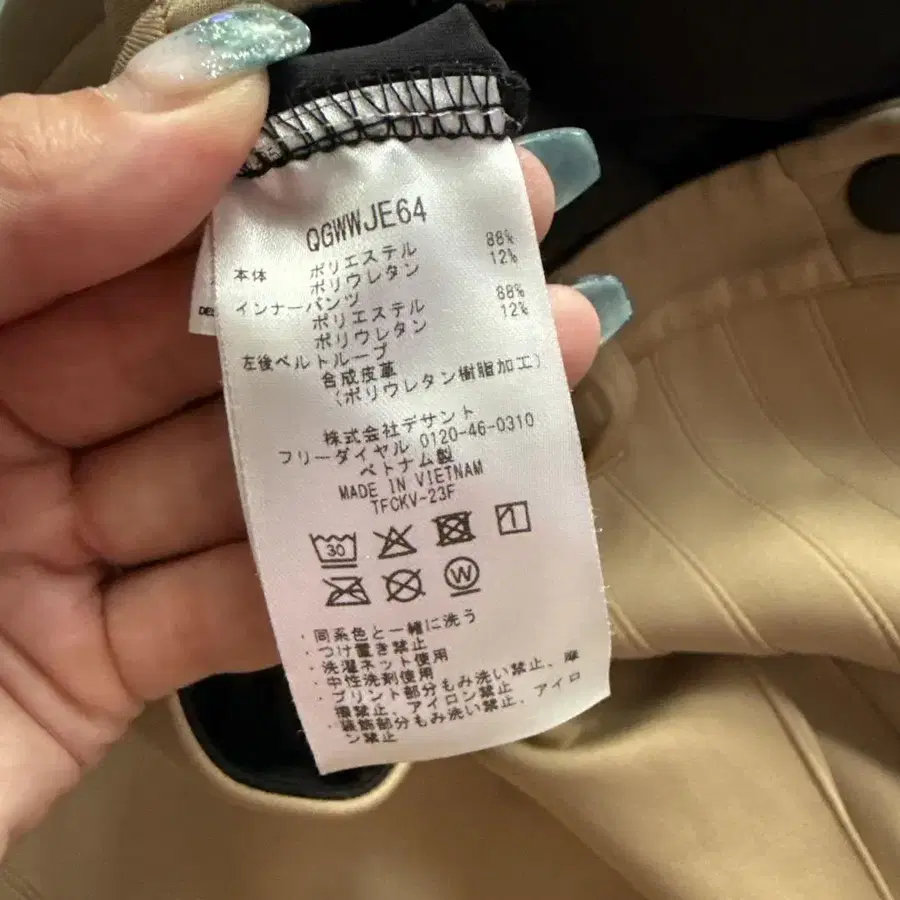 QGWWJE64
本体 ポリエステル 88%
ポリウレタン 12%
インナーパンツ
ポリエステル 88%
ポリウレタン 12%
左後ベルトループ
合成皮革
(ポリウレタン樹脂加工)
株式会社デサント
フリーダイヤル 0120-46-0310
ベトナム製
MADE IN VIETNAM
TFCKV-23F
30
1
W
・同系色と一緒に洗う
・つけ置き禁止
・洗濯ネット使用
・中性洗剤使用
・プリント部分もみ洗い禁止、摩
擦禁止、アイロン禁止
・装飾部分もみ洗い禁止、アイロ
ン禁止